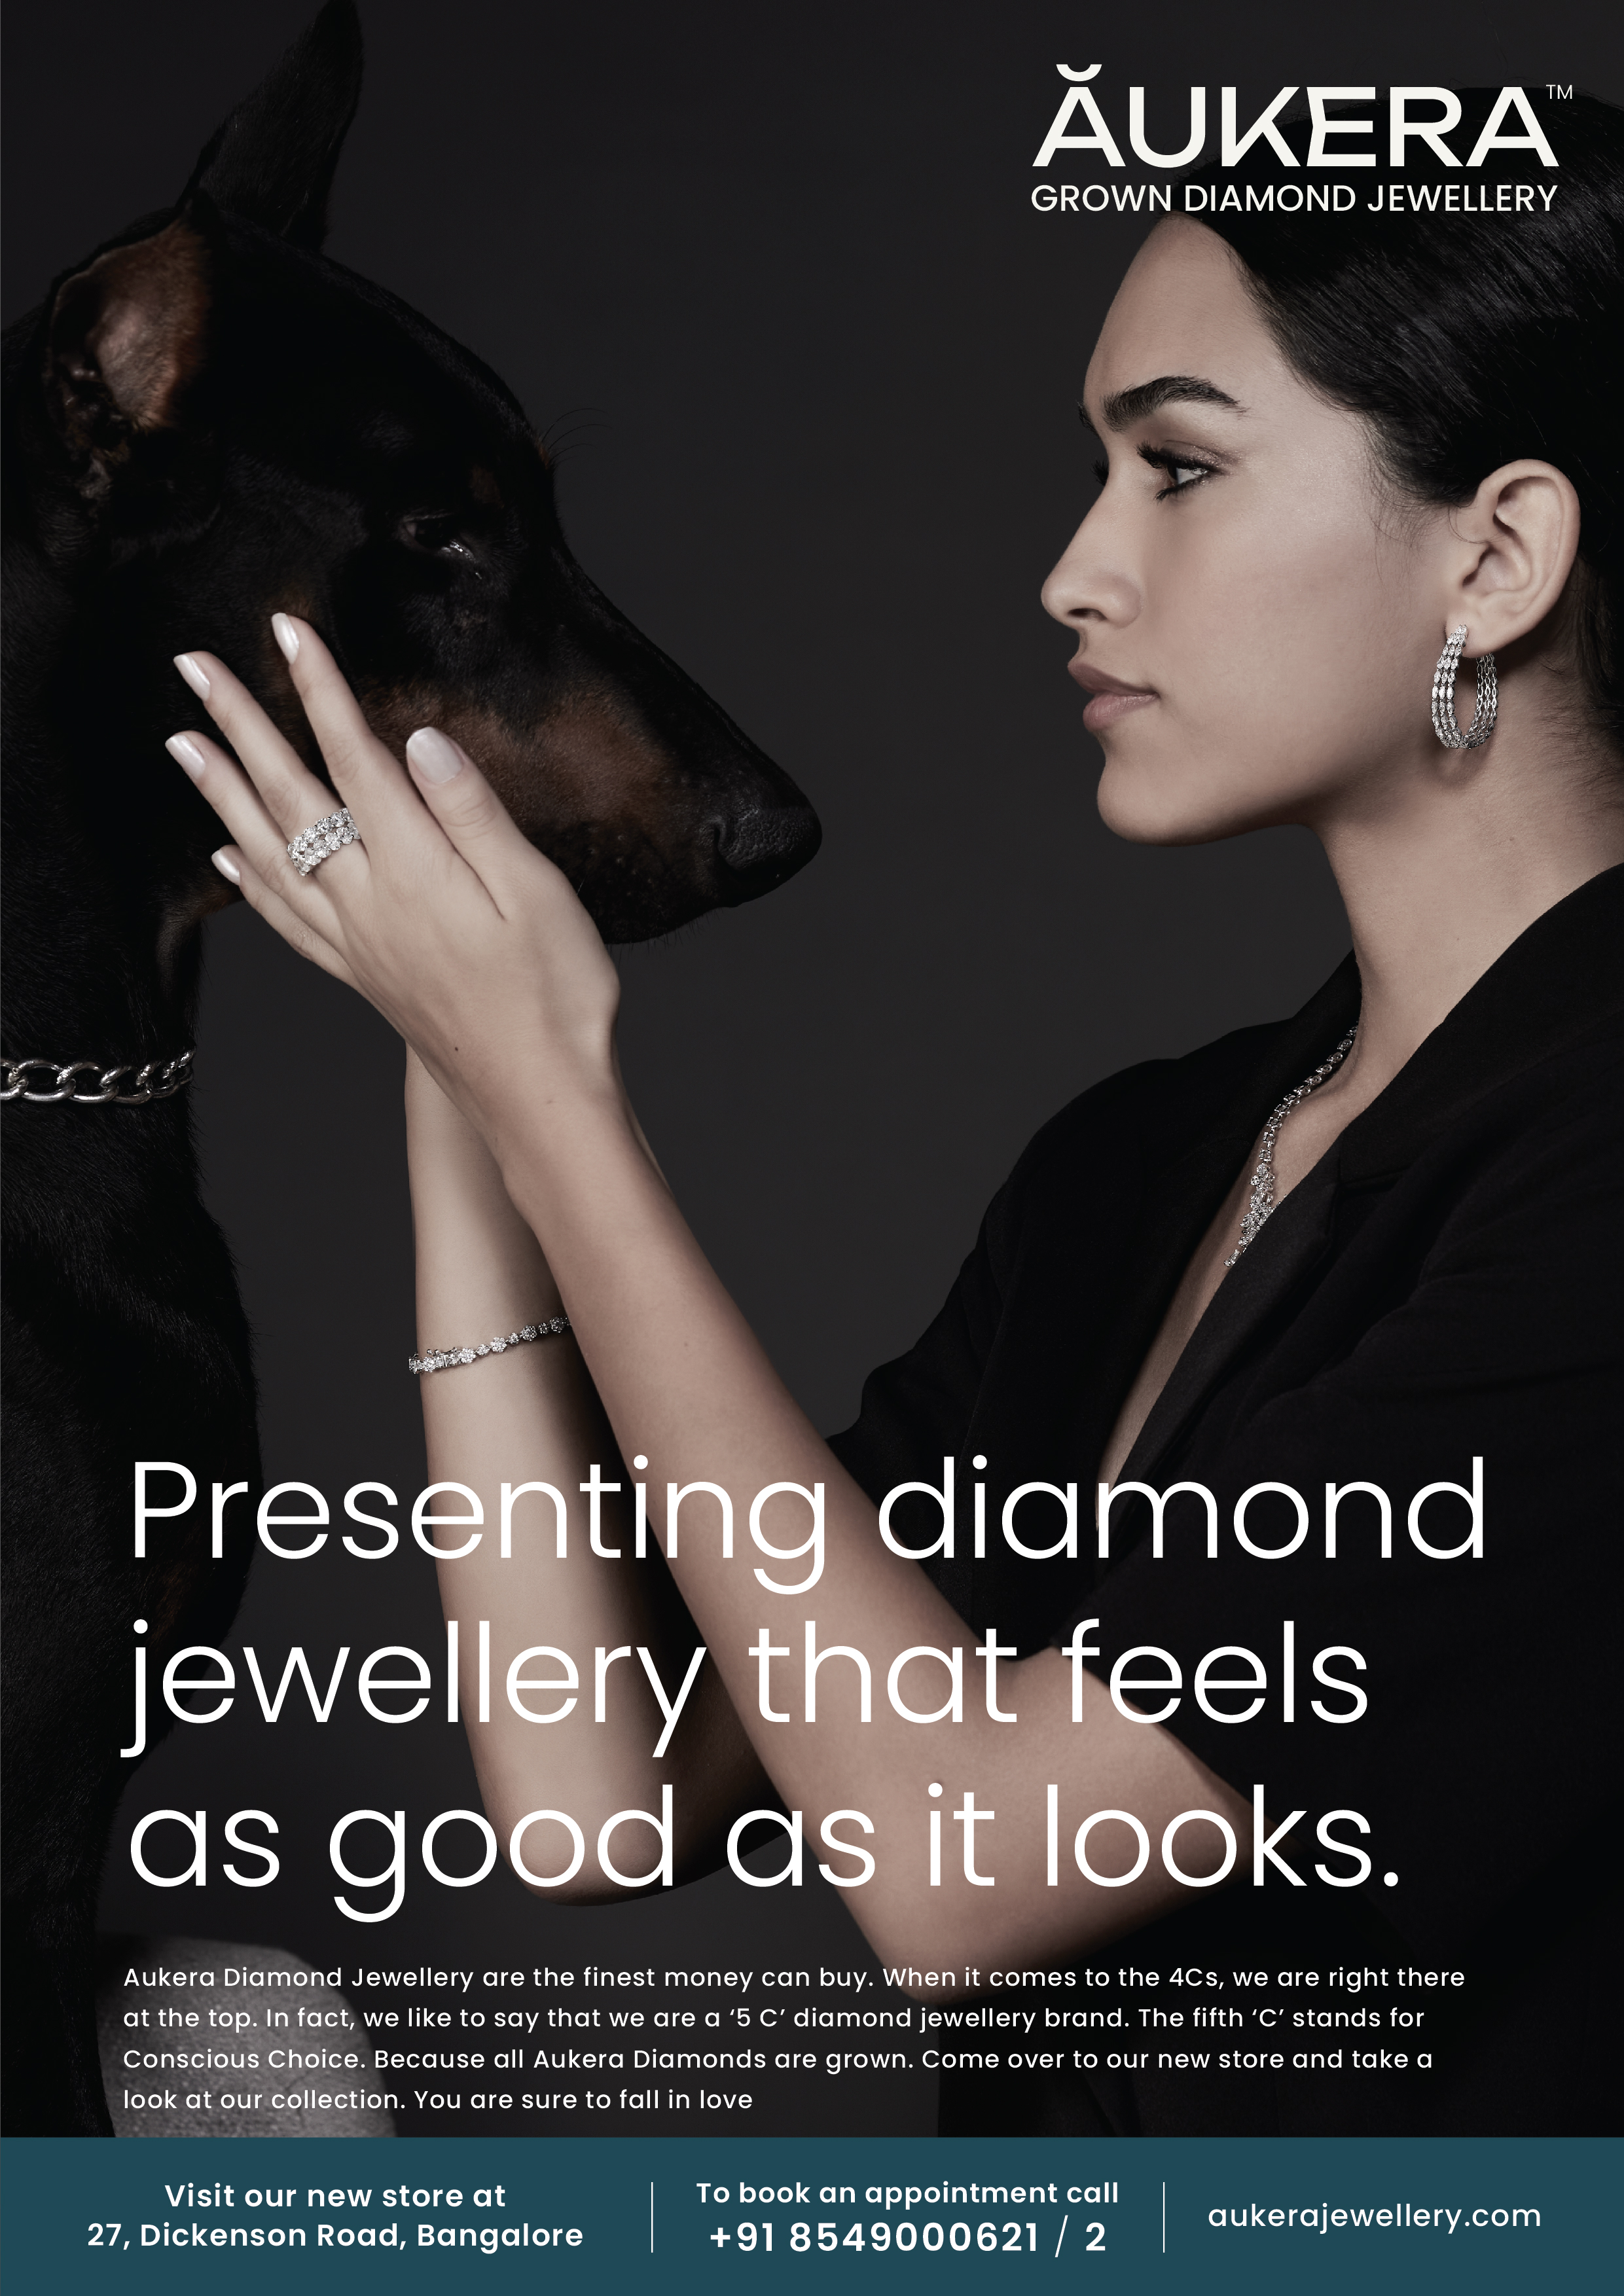 ĂUKERA™
GROWN DIAMOND JEWELLERY
Presenting diamond
jewellery that feels
as good as it looks.
Aukera Diamond Jewellery are the finest money can buy. When it comes to the 4Cs, we are right there
at the top. In fact, we like to say that we are a ‘5 C’ diamond jewellery brand. The fifth ‘C’ stands for
Conscious Choice. Because all Aukera Diamonds are grown. Come over to our new store and take a
look at our collection. You are sure to fall in love
Visit our new store at
27, Dickenson Road, Bangalore
To book an appointment call
+91 8549000621 / 2
aukerajewellery.com